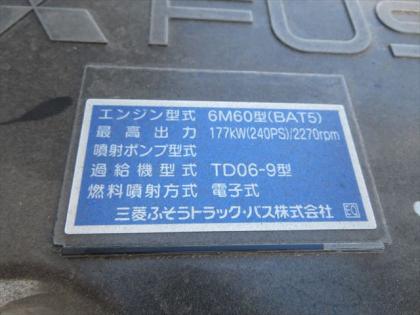 FUS
エンジン型式 6M60型(BAT5)
最高出力 177kW(240PS)/2270rpm
噴射ポンプ型式
過給機型式 TD06-9型
燃料噴射方式 電子式
三菱ふそうトラック・バス株式会社 EQ